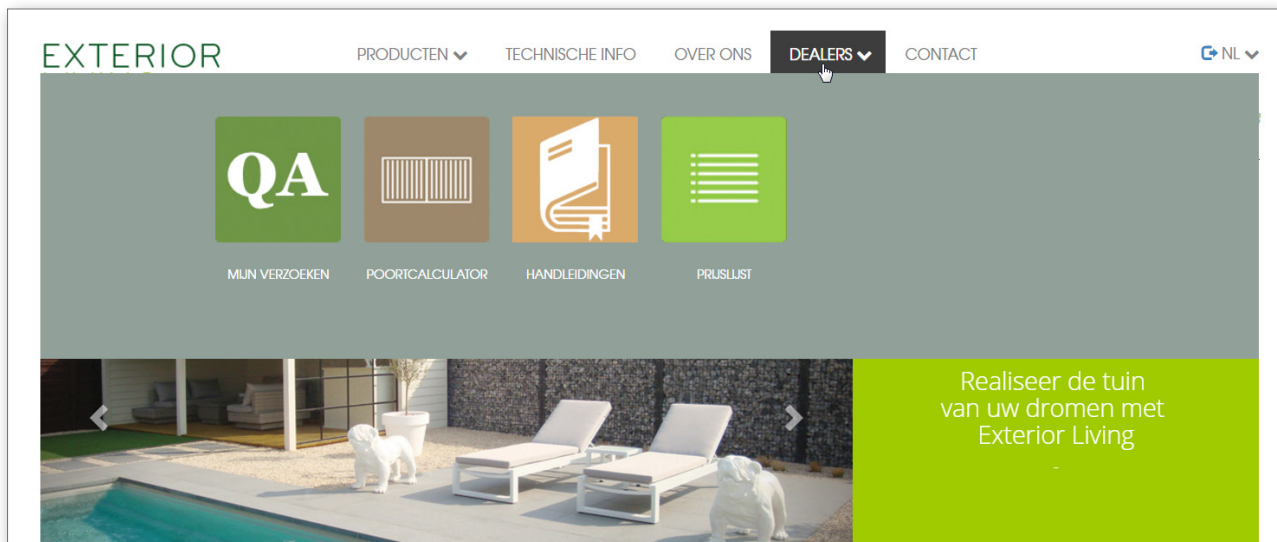 EXTERIOR
PRODUCTEN TECHNISCHE INFO OVER ONS DEALERS CONTACT NL
QA
MIJN VERZOEKEN POORTCALCULATOR HANDLEIDINGEN PRIJSLIJST
Realiseer de tuin
van uw dromen met
Exterior Living
-